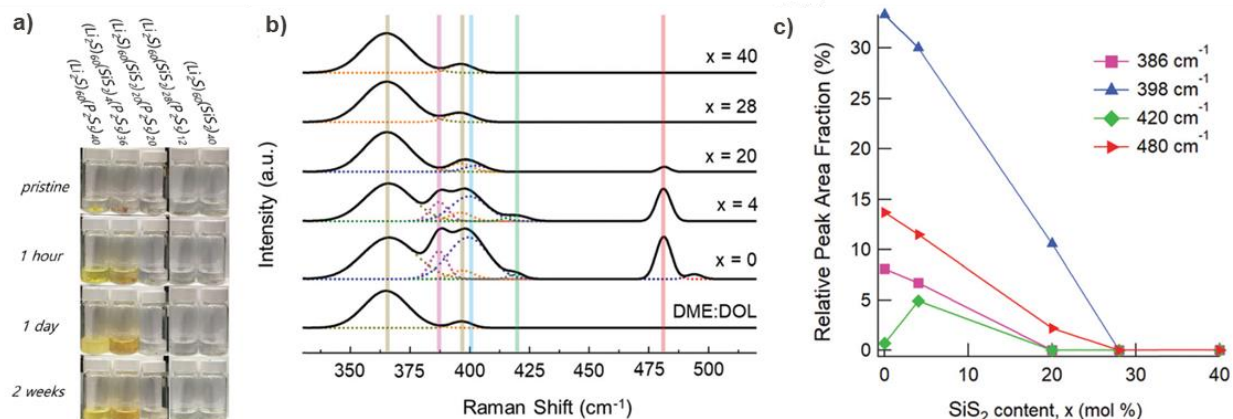 a)
(Li₂S)₆₀(P₂S₅)₄₀
(Li₂S)₆₀(SiS₂)₄(P₂S₅)₃₆
(Li₂S)₆₀(SiS₂)₂₀(P₂S₅)₂₀
(Li₂S)₆₀(SiS₂)₂₈(P₂S₅)₁₂
(Li₂S)₆₀(SiS₂)₄₀
pristine
1 hour
1 day
2 weeks
b)
Intensity (a.u.)
x = 40
x = 28
x = 20
x = 4
x = 0
DME:DOL
350 375 400 425 450 475 500
Raman Shift (cm⁻¹)
c)
Relative Peak Area Fraction (%)
30
25
20
15
10
5
0
386 cm⁻¹
398 cm⁻¹
420 cm⁻¹
480 cm⁻¹
0 10 20 30 40
SiS₂ content, x (mol %)